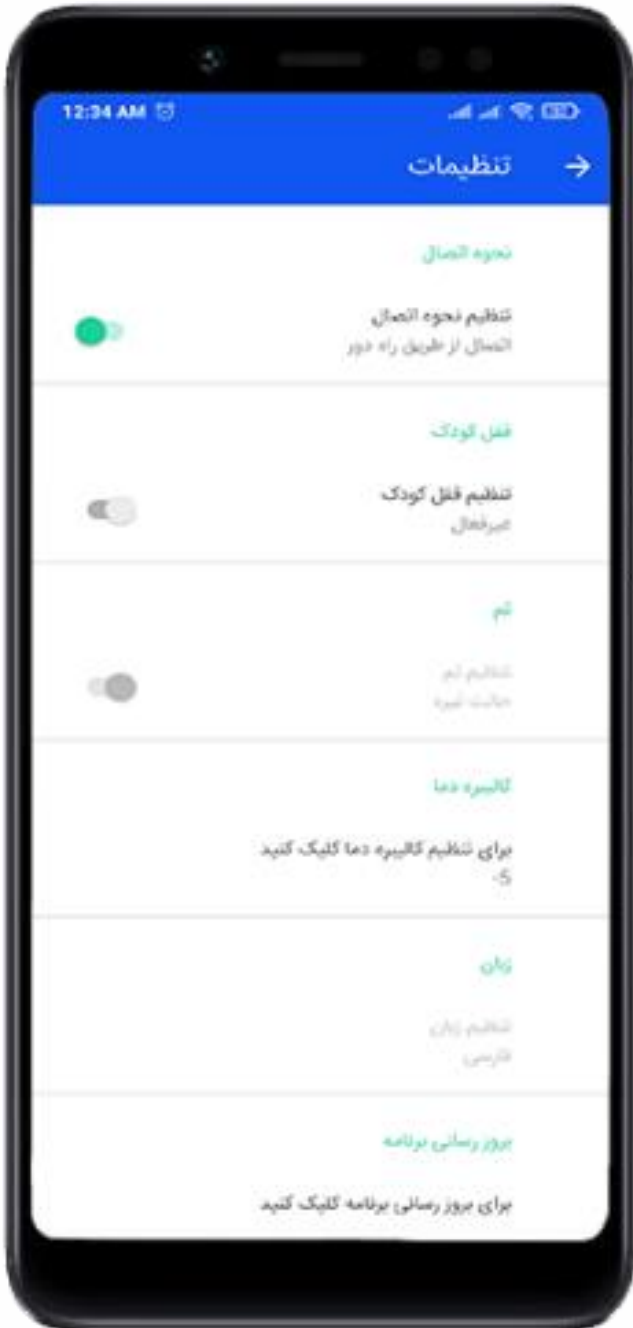 12:34 AM
تنظیمات
نحوه اتصال
تنظیم نحوه اتصال
اتصال از طریق راه دور
قفل کودک
تنظیم قفل کودک
غیرفعال
تم
تنظیم تم
حالت تیره
کالیبره دما
برای تنظیم کالیبره دما کلیک کنید
-5
زبان
تنظیم زبان
فارسی
بروز رسانی برنامه
برای بروز رسانی برنامه کلیک کنید